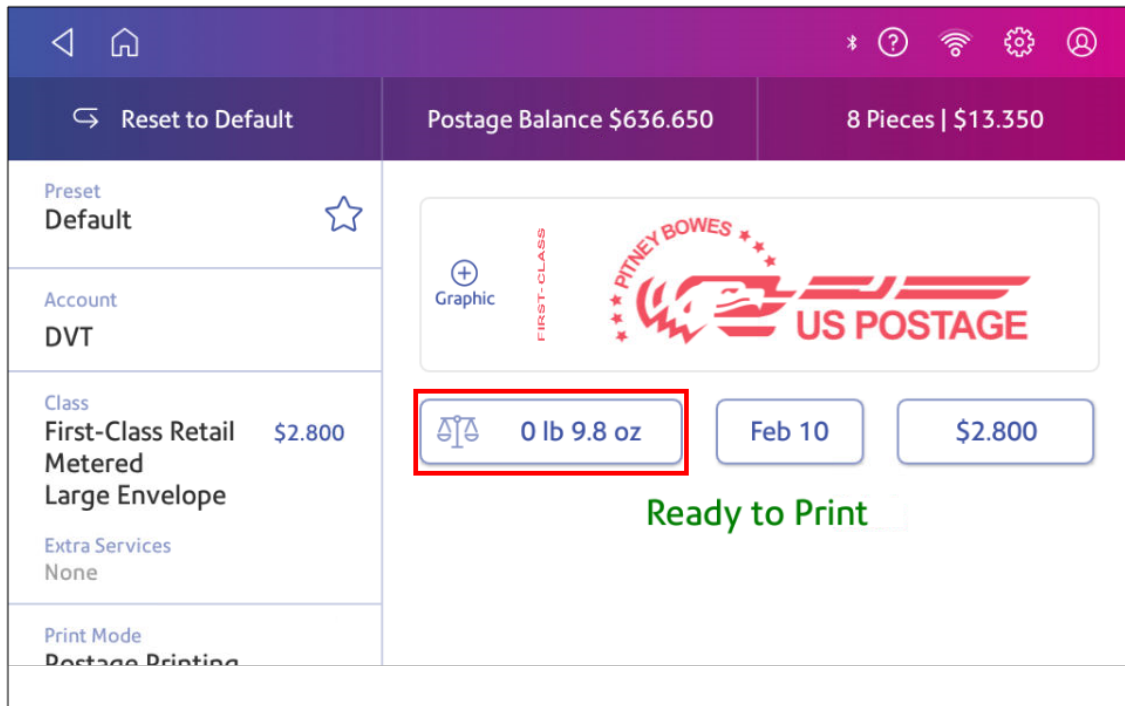 Reset to Default
Postage Balance $636.650
8 Pieces | $13.350
Preset
Default
Account
DVT
Class
First-Class Retail $2.800
Metered
Large Envelope
Extra Services
None
Print Mode
Postage Printing
Graphic
FIRST-CLASS
PITNEY BOWES
US POSTAGE
0 lb 9.8 oz
Feb 10
$2.800
Ready to Print